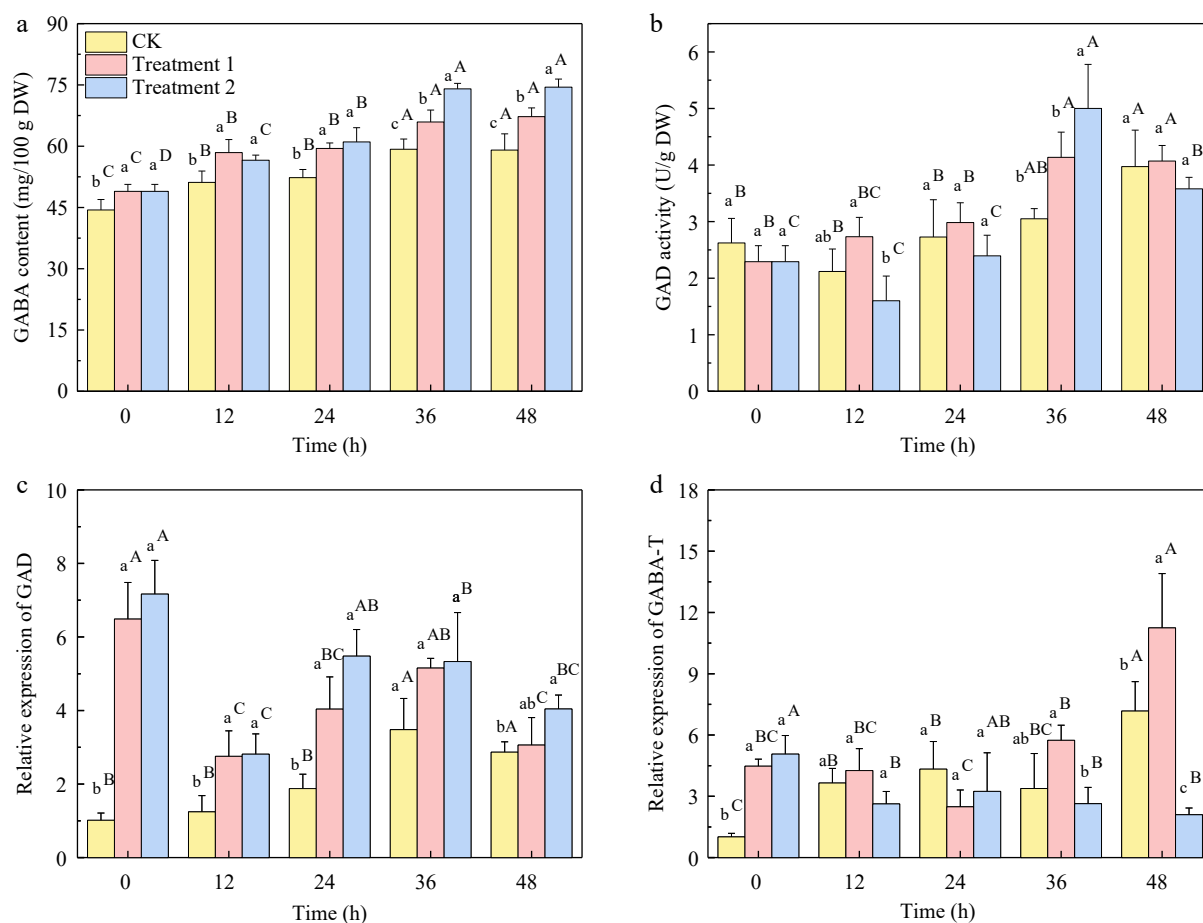 a
90
75
60
45
30
15
0
GABA content (mg/100 g DW)
CK
Treatment 1
Treatment 2
b C
a C
a D
b B
a B
a C
b B
a B
a B
c A
b A
a A
c A
b A
a A
0 12 24 36 48
Time (h)
b
6
5
4
3
2
1
0
GAD activity (U/g DW)
a B
a B
a C
ab B
a BC
b C
a B
a B
a C
b AB
b A
a A
a A
a A
a B
0 12 24 36 48
Time (h)
c
10
8
6
4
2
0
Relative expression of GAD
b B
a A
a A
b B
a C
a C
b B
a BC
a AB
a A
a AB
a B
bA
ab C
a BC
0 12 24 36 48
Time (h)
d
18
15
12
9
6
3
0
Relative expression of GABA-T
b C
a BC
a A
aB
a BC
a B
a B
a C
a AB
ab BC
a B
b B
b A
a A
c B
0 12 24 36 48
Time (h)